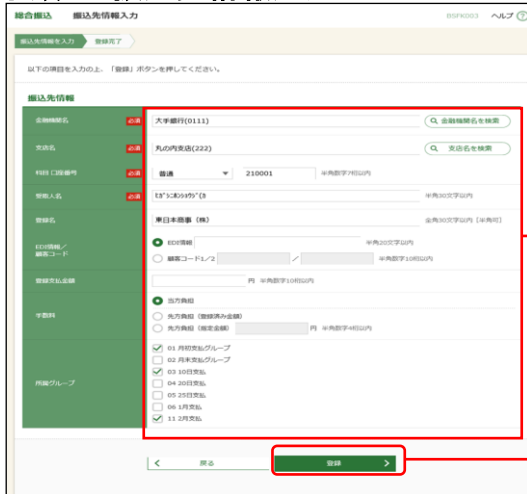 総合振込 振込先情報入力 BSFK003 ヘルプ ?
振込先情報を入力 登録完了
以下の項目を入力の上、「登録」ボタンを押してください。
振込先情報
金融機関名 必須 大手銀行(0111) 金融機関名を検索
支店名 必須 丸の内支店(222) 支店名を検索
科目 口座番号 必須 普通 210001 半角数字7桁以内
受取人名 必須 半角30文字以内
登録名 東日本商事（株） 全角30文字以内 [半角可]
EDI情報／ EDI情報 半角20文字以内
顧客コード 顧客コード1／2 / 半角数字10桁以内
登録支払金額 円 半角数字10桁以内
当方負担
手数料 先方負担（登録済み金額）
先方負担（指定金額） 円 半角数字4桁以内
01 月初支払グループ
02 月末支払グループ
03 10日支払
所属グループ 04 20日支払
05 25日支払
06 1月支払
11 2月支払
戻る 登録